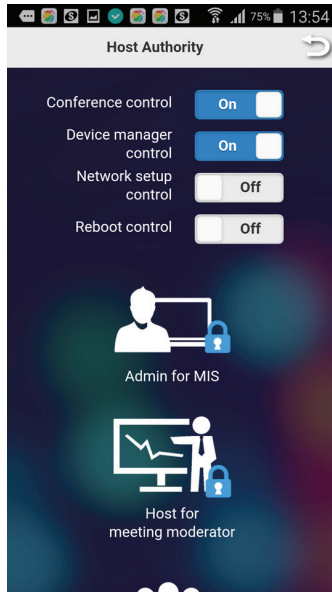 75% 13:54
Host Authority
Conference control On
Device manager
control On
Network setup
control Off
Reboot control Off
Admin for MIS
Host for
meeting moderator